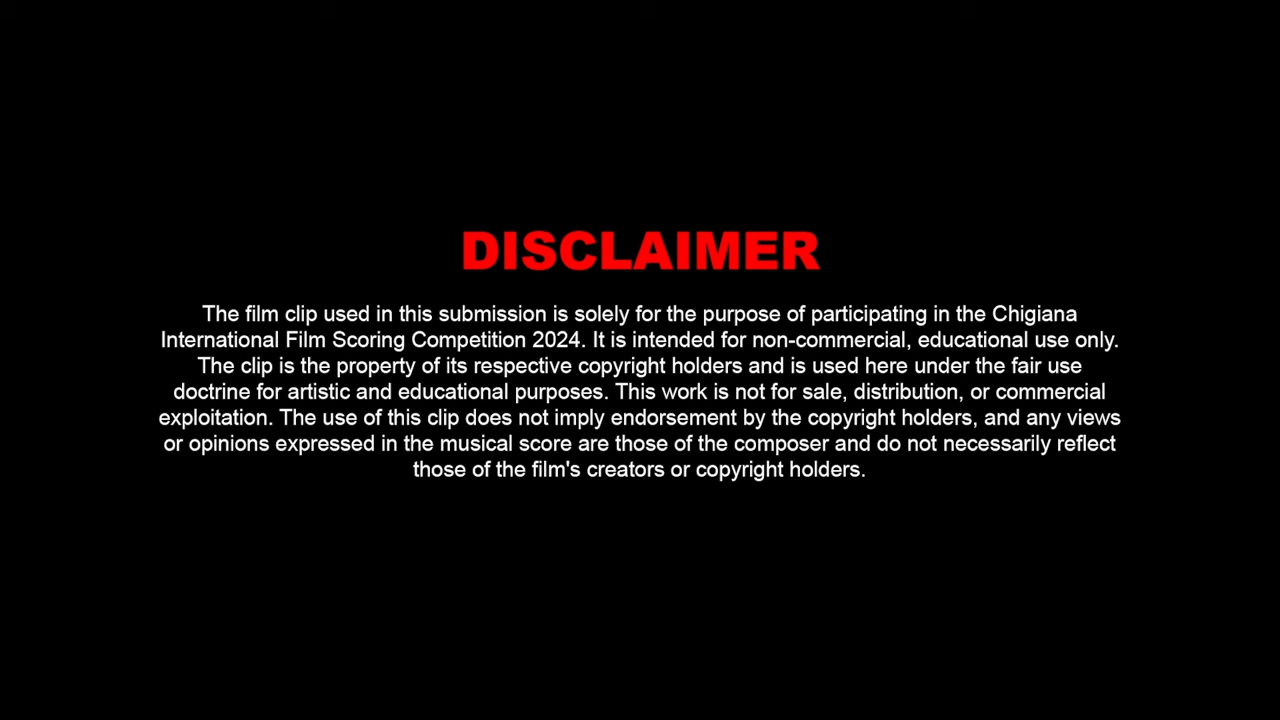 DISCLAIMER
The film clip used in this submission is solely for the purpose of participating in the Chigiana
International Film Scoring Competition 2024. It is intended for non-commercial, educational use only.
The clip is the property of its respective copyright holders and is used here under the fair use
doctrine for artistic and educational purposes. This work is not for sale, distribution, or commercial
exploitation. The use of this clip does not imply endorsement by the copyright holders, and any views
or opinions expressed in the musical score are those of the composer and do not necessarily reflect
those of the film's creators or copyright holders.